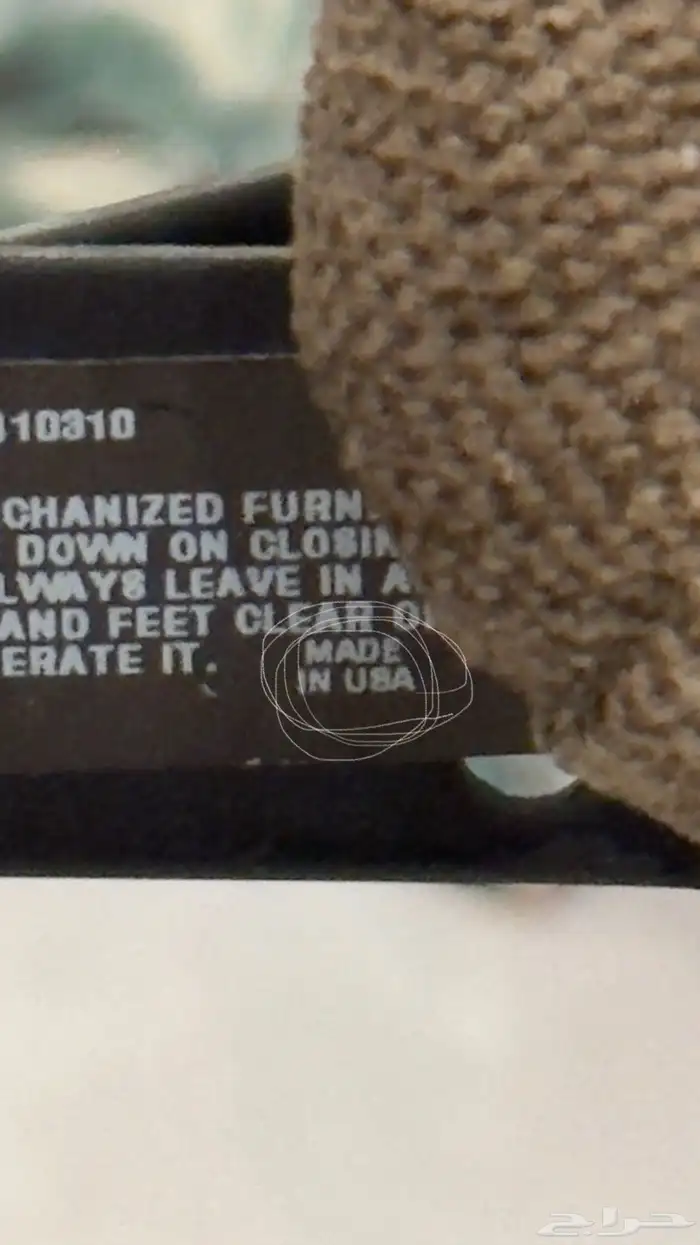 10310
CHANIZED FURN
DOWN ON CLOSIN
LWAYS LEAVE IN A
AND FEET CLEAR O
ERATE IT.
MADE
IN USA
حراج